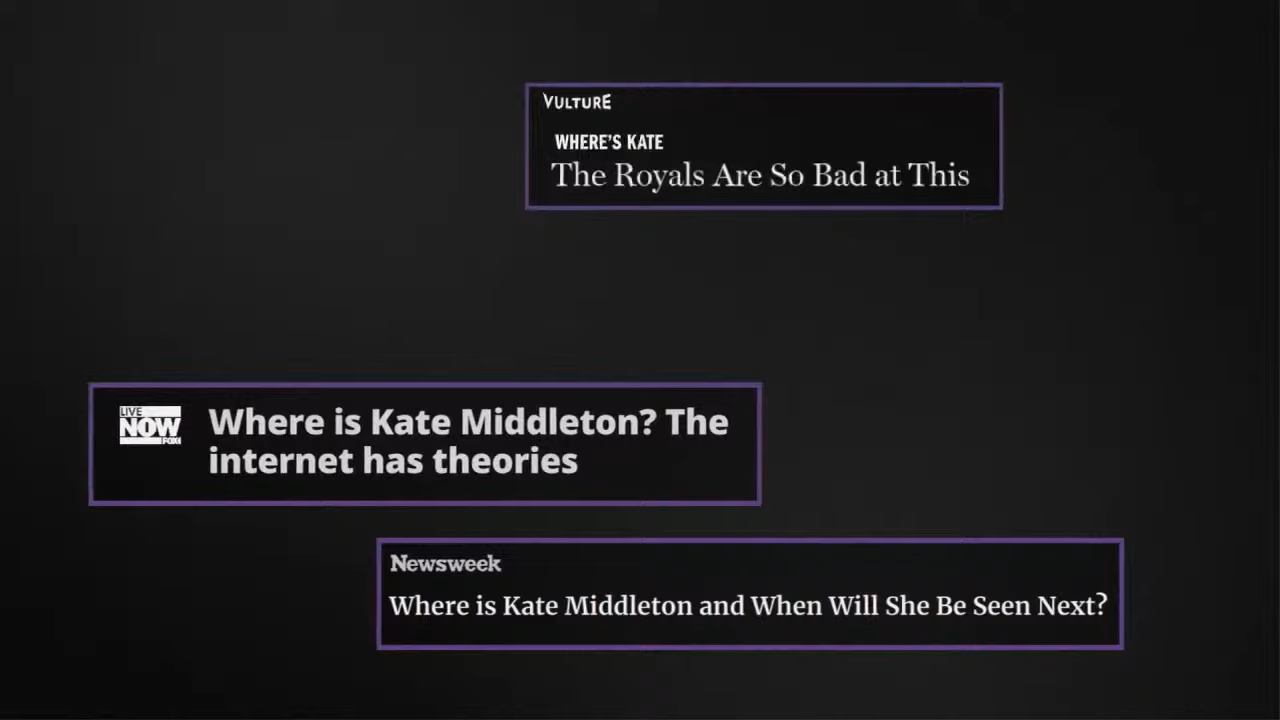 VULTURE
WHERE'S KATE
The Royals Are So Bad at This
LIVE
NOW
FOX
Where is Kate Middleton? The
internet has theories
Newsweek
Where is Kate Middleton and When Will She Be Seen Next?